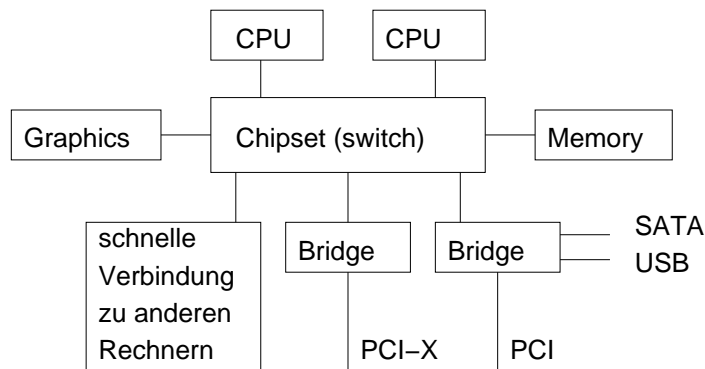 CPU
CPU
Graphics
Chipset (switch)
Memory
schnelle
Verbindung
zu anderen
Rechnern
Bridge
Bridge
SATA
USB
PCI–X
PCI